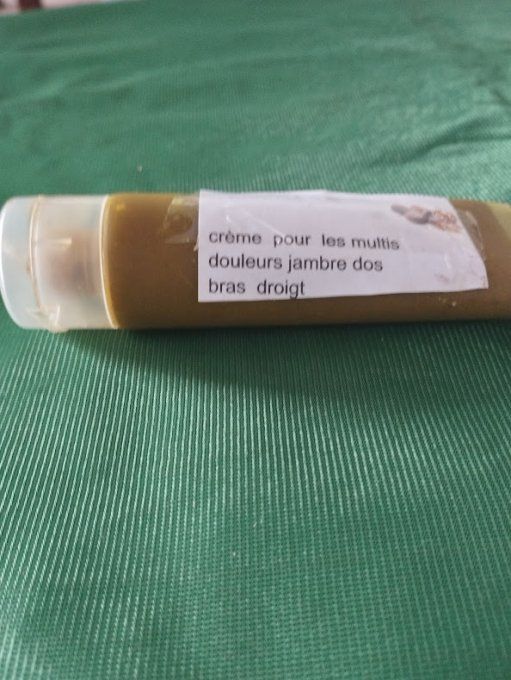 crème pour les multis
douleurs jambre dos
bras droigt